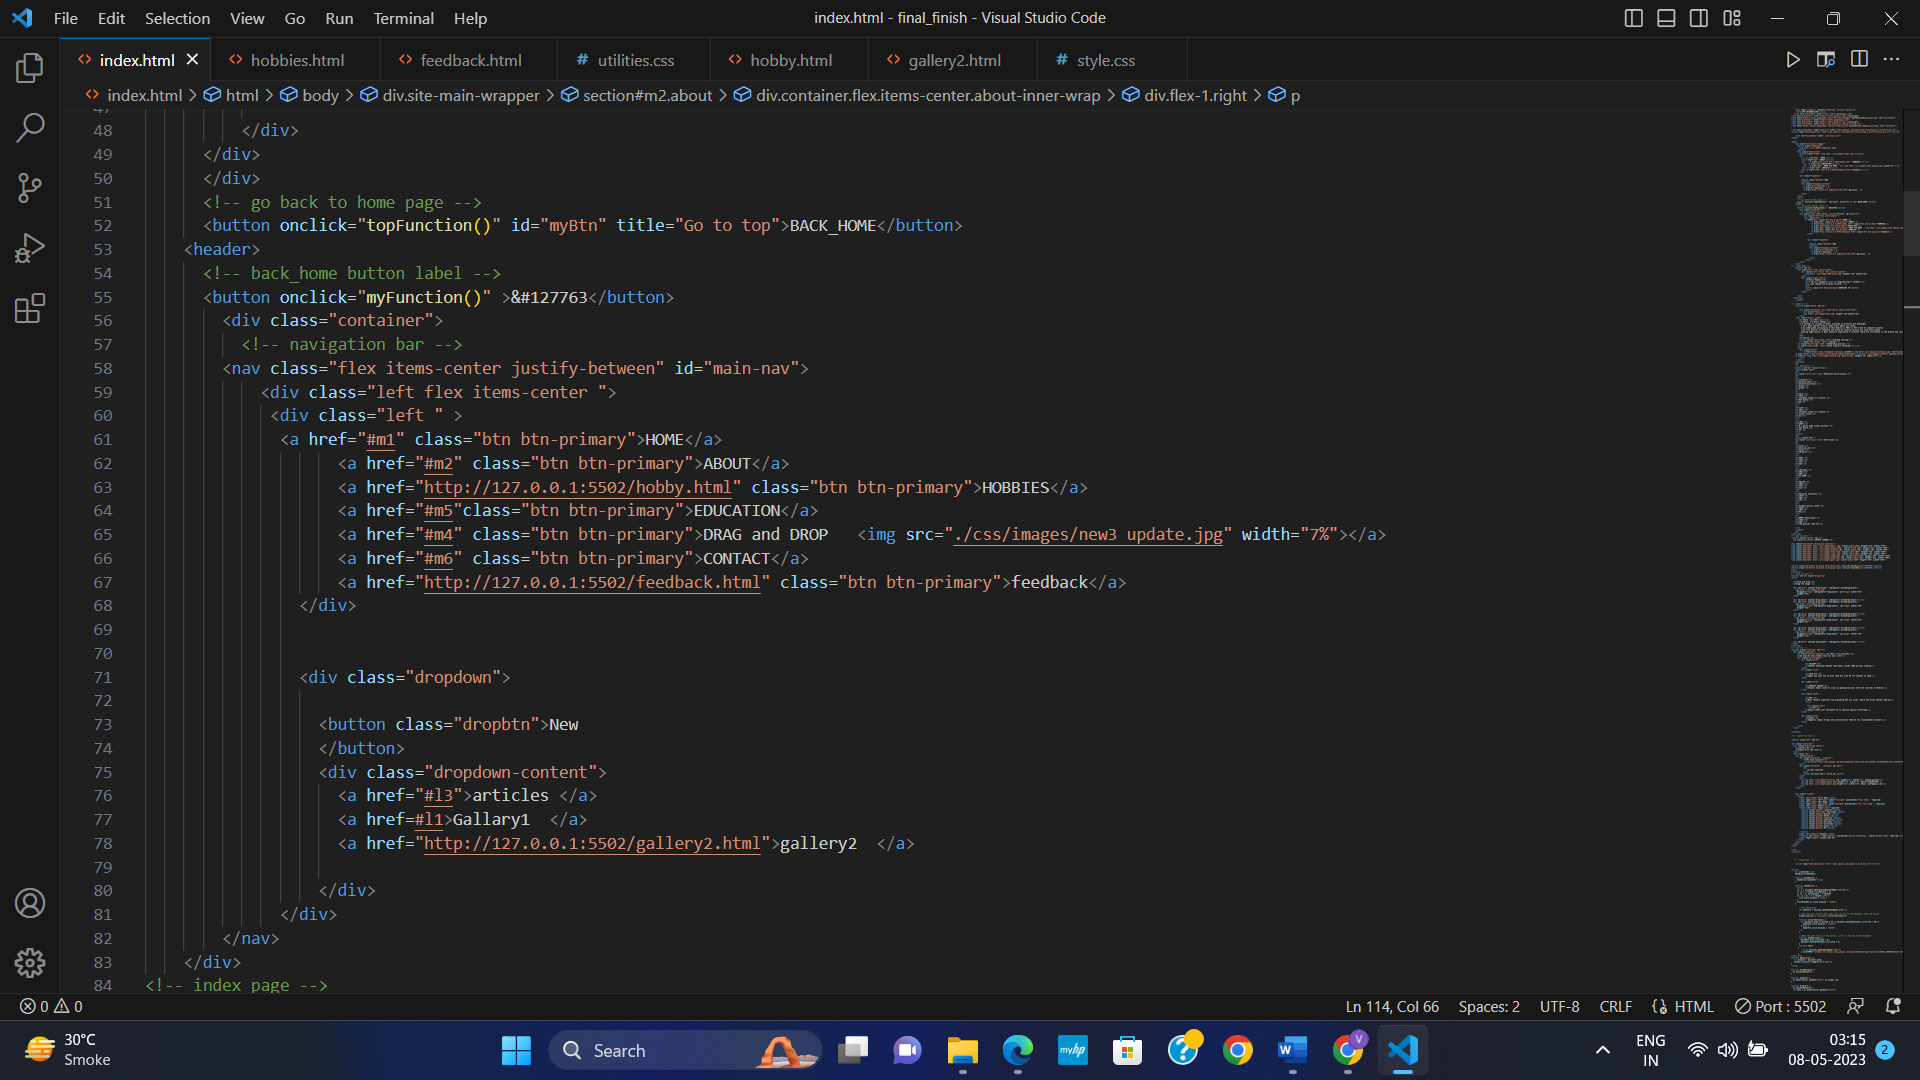 File Edit Selection View Go Run Terminal Help
index.html - final_finish - Visual Studio Code
index.html hobbies.html feedback.html # utilities.css hobby.html gallery2.html # style.css
index.html > html > body > div.site-main-wrapper > section#m2.about > div.container.flex.items-center.about-inner-wrap > div.flex-1.right > p
48 </div>
49 </div>
50 </div>
51 <!-- go back to home page -->
52 <button onclick="topFunction()" id="myBtn" title="Go to top">BACK_HOME</button>
53 <header>
54 <!-- back_home button label -->
55 <button onclick="myFunction()" >&#127763</button>
56 <div class="container">
57 <!-- navigation bar -->
58 <nav class="flex items-center justify-between" id="main-nav">
59 <div class="left flex items-center ">
60 <div class="left " >
61 <a href="#m1" class="btn btn-primary">HOME</a>
62 <a href="#m2" class="btn btn-primary">ABOUT</a>
63 <a href="http://127.0.0.1:5502/hobby.html" class="btn btn-primary">HOBBIES</a>
64 <a href="#m5"class="btn btn-primary">EDUCATION</a>
65 <a href="#m4" class="btn btn-primary">DRAG and DROP   <img src="./css/images/new3 update.jpg" width="7%"></a>
66 <a href="#m6" class="btn btn-primary">CONTACT</a>
67 <a href="http://127.0.0.1:5502/feedback.html" class="btn btn-primary">feedback</a>
68 </div>
69
70
71 <div class="dropdown">
72
73 <button class="dropbtn">New
74 </button>
75 <div class="dropdown-content">
76 <a href="#l3">articles </a>
77 <a href=#l1>Gallary1  </a>
78 <a href="http://127.0.0.1:5502/gallery2.html">gallery2  </a>
79
80 </div>
81 </div>
82 </nav>
83 </div>
84 <!-- index page -->
0 0 Ln 114, Col 66 Spaces: 2 UTF-8 CRLF HTML Port : 5502
30°C
Smoke
Search
myhp
W
V
ENG
IN
03:15
08-05-2023
2